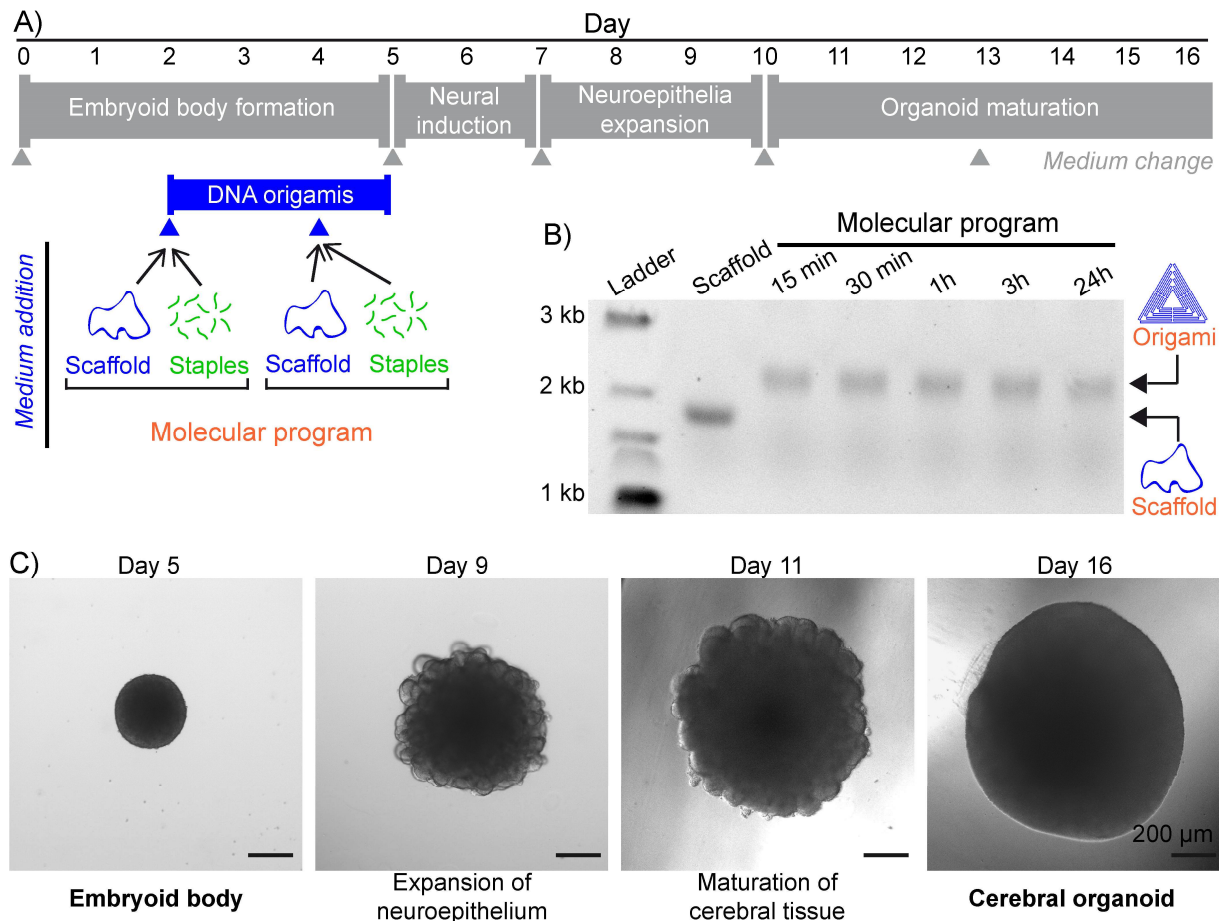 A)
Day
0 1 2 3 4 5 6 7 8 9 10 11 12 13 14 15 16
Embryoid body formation
Neural
induction
Neuroepithelia
expansion
Organoid maturation
Medium change
DNA origamis
Medium addition
Scaffold
Staples
Scaffold
Staples
Molecular program
B)
Molecular program
Ladder
Scaffold
15 min
30 min
1h
3h
24h
3 kb
2 kb
1 kb
Origami
Scaffold
C)
Day 5
Day 9
Day 11
Day 16
200 µm
Embryoid body
Expansion of
neuroepithelium
Maturation of
cerebral tissue
Cerebral organoid